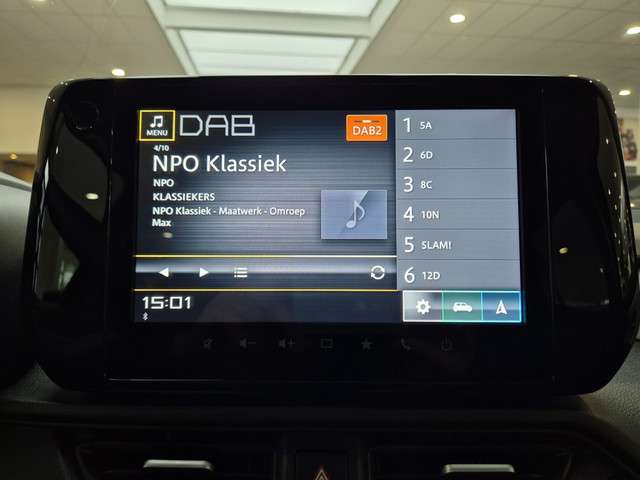 MENU
DAB
DAB2
4/10
NPO Klassiek
NPO
KLASSIEKERS
NPO Klassiek - Maatwerk - Omroep
Max
15:01
1 5A
2 6D
3 8C
4 10N
5 SLAM!
6 12D